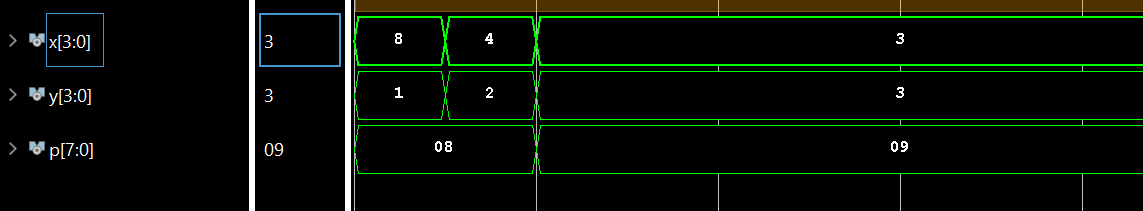 x[3:0] 3 8 4 3
y[3:0] 3 1 2 3
p[7:0] 09 08 09